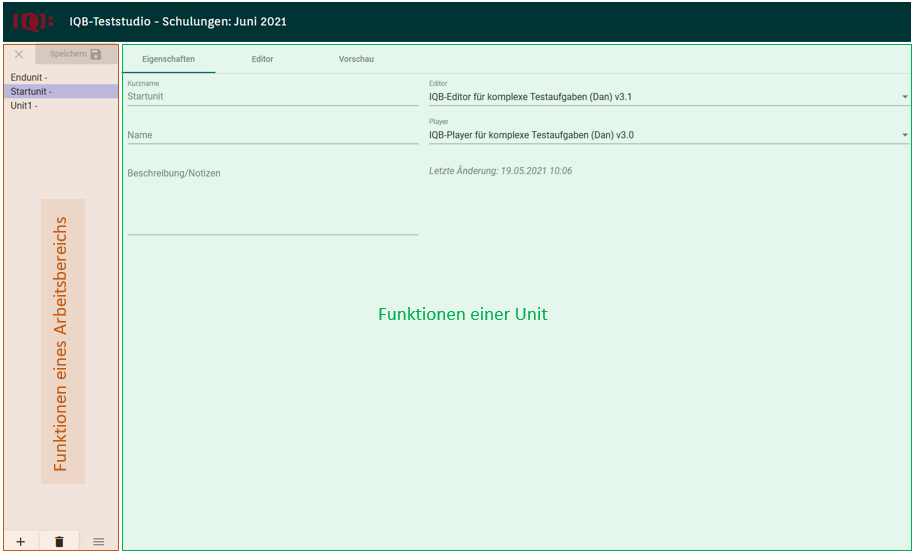 IQB: IQB-Teststudio - Schulungen: Juni 2021
Speichern
Endunit -
Startunit -
Unit1 -
Funktionen eines Arbeitsbereichs
Eigenschaften Editor Vorschau
Kurzname
Startunit
Editor
IQB-Editor für komplexe Testaufgaben (Dan) v3.1
Name
Player
IQB-Player für komplexe Testaufgaben (Dan) v3.0
Beschreibung/Notizen
Letzte Änderung: 19.05.2021 10:06
Funktionen einer Unit